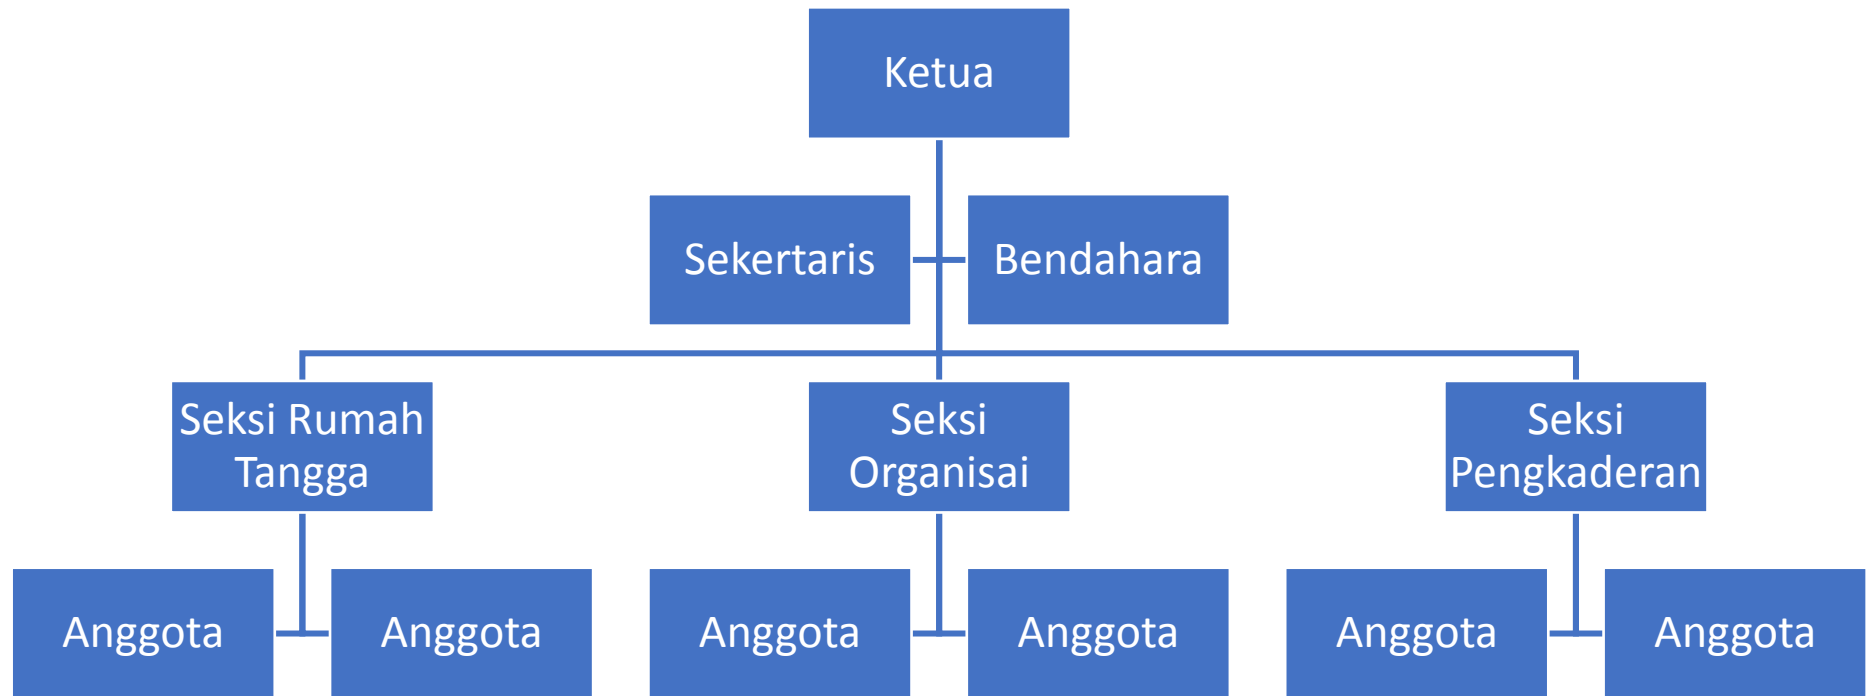 Ketua
Sekertaris
Bendahara
Seksi Rumah
Tangga
Seksi
Organisai
Seksi
Pengkaderan
Anggota
Anggota
Anggota
Anggota
Anggota
Anggota